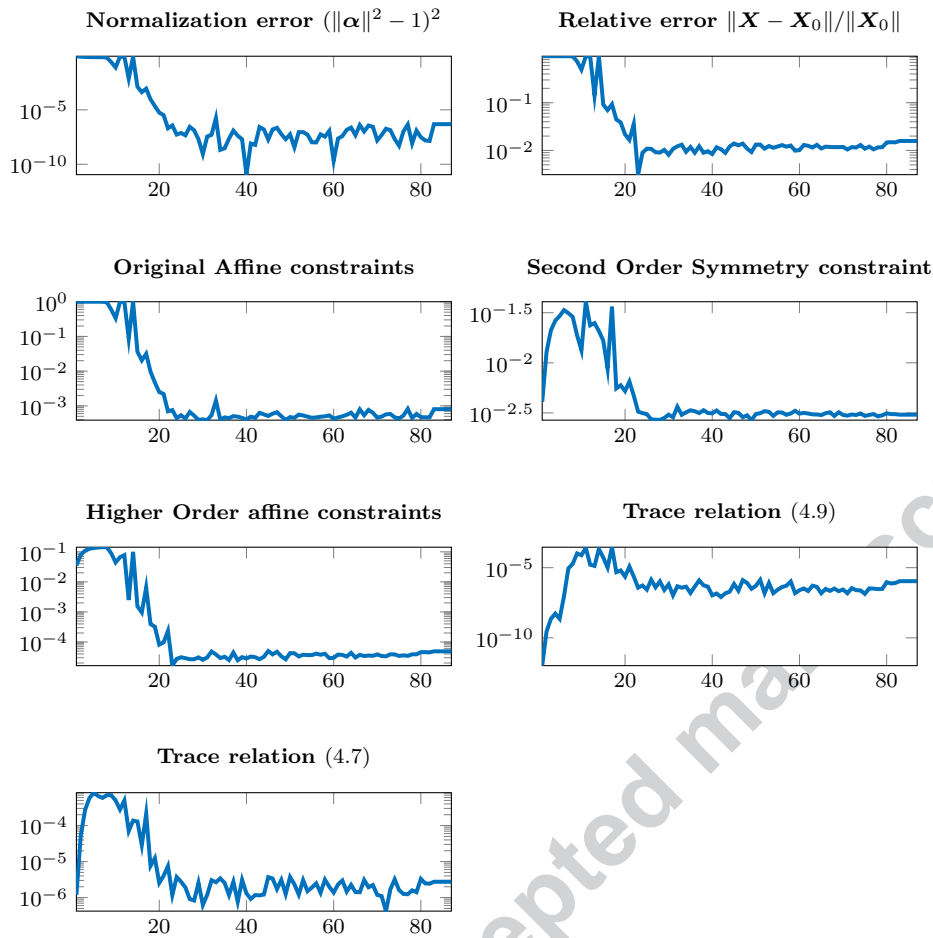 Normalization error (‖α‖² − 1)²
Relative error ‖X − X₀‖/‖X₀‖
10⁻⁵
10⁻¹⁰
20 40 60 80
10⁻¹
10⁻²
20 40 60 80
Original Affine constraints
Second Order Symmetry constraint
10⁰
10⁻¹
10⁻²
10⁻³
20 40 60 80
10⁻¹·⁵
10⁻²
10⁻²·⁵
20 40 60 80
Higher Order affine constraints
Trace relation (4.9)
10⁻¹
10⁻²
10⁻³
10⁻⁴
20 40 60 80
10⁻⁵
10⁻¹⁰
20 40 60 80
Trace relation (4.7)
10⁻⁴
10⁻⁵
10⁻⁶
20 40 60 80